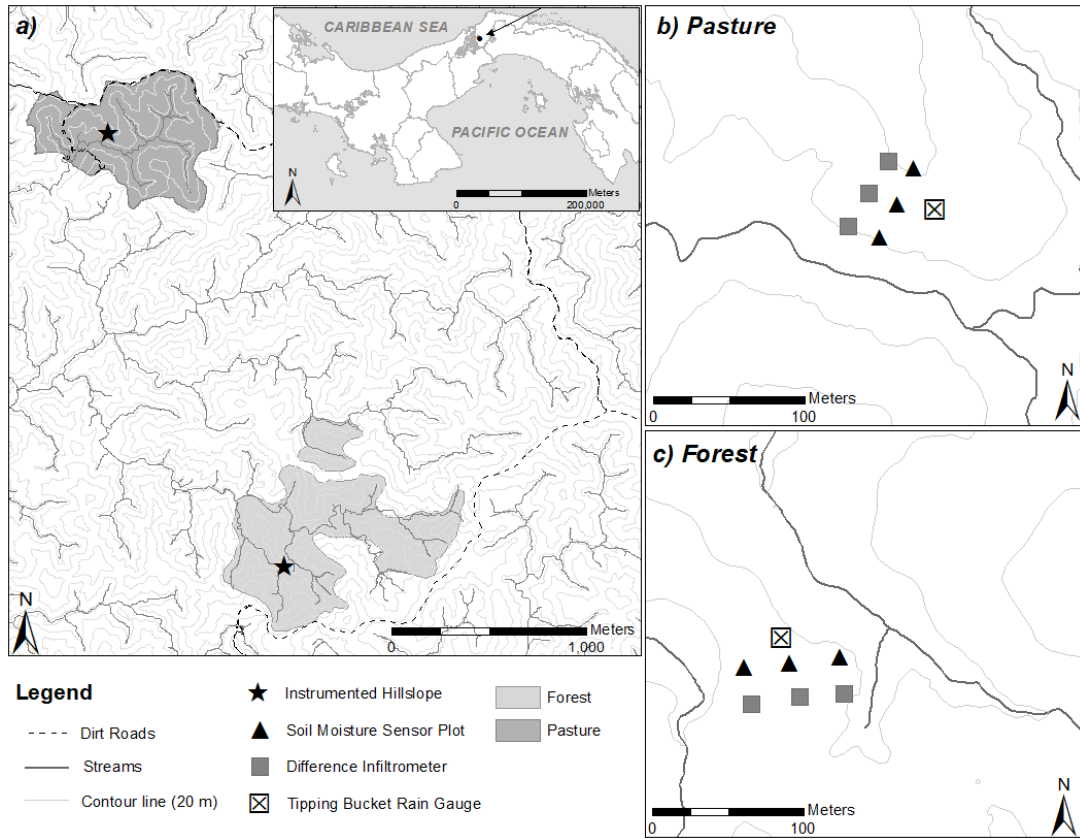 a)
CARIBBEAN SEA
PACIFIC OCEAN
N
Meters
0 200,000
N
Meters
0 1,000
b) Pasture
N
Meters
0 100
c) Forest
N
Meters
0 100
Legend
Dirt Roads
Streams
Contour line (20 m)
Instrumented Hillslope
Soil Moisture Sensor Plot
Difference Infiltrometer
Tipping Bucket Rain Gauge
Forest
Pasture